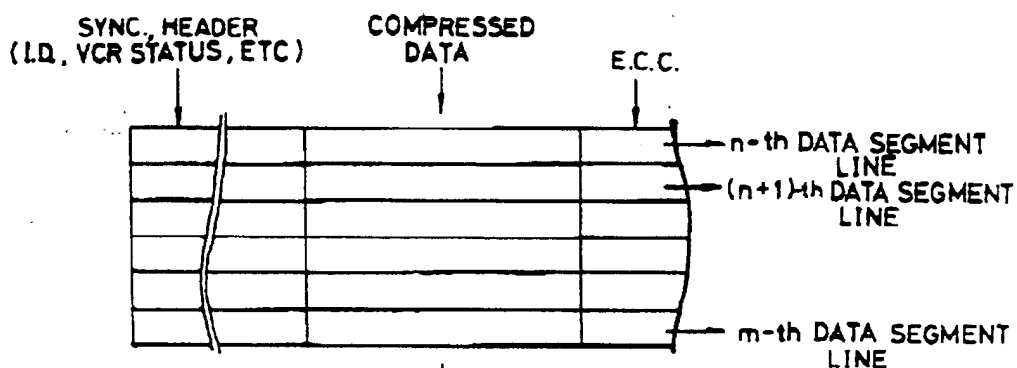 SYNC., HEADER
(I.D., VCR STATUS, ETC)
COMPRESSED
DATA
E.C.C.
n-th DATA SEGMENT
LINE
(n+1)-th DATA SEGMENT
LINE
m-th DATA SEGMENT
LINE